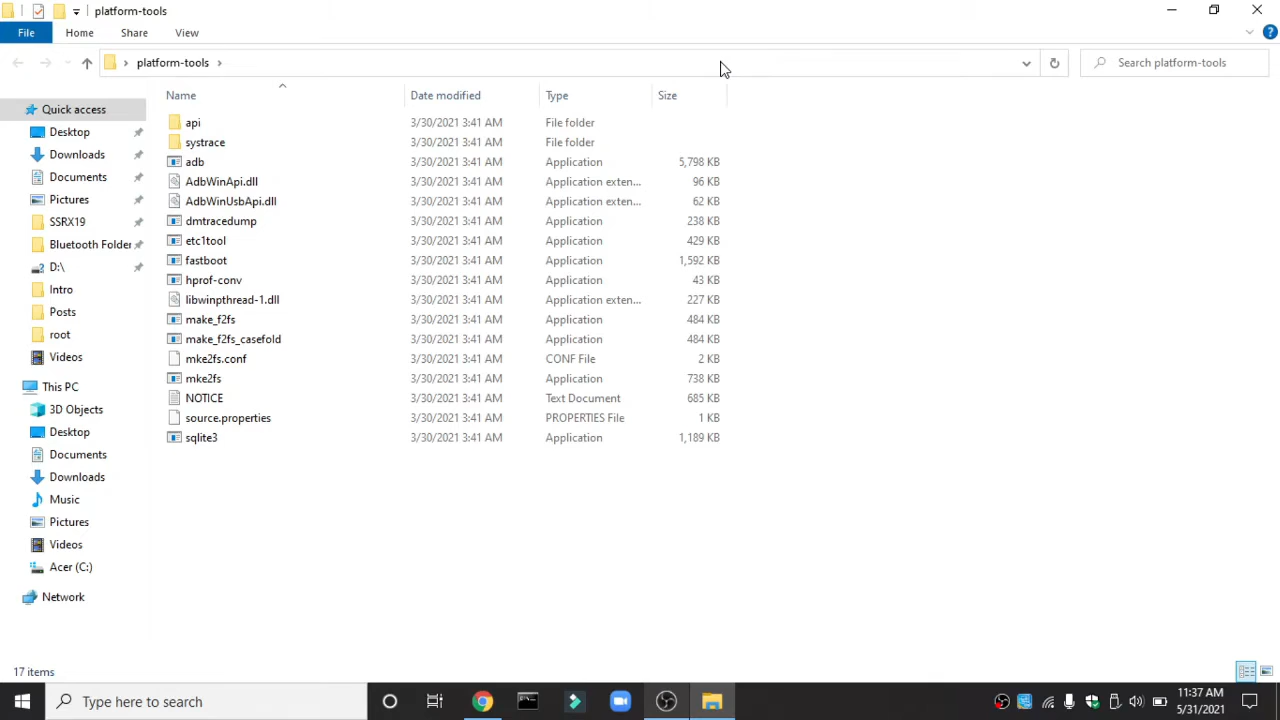 platform-tools
File Home Share View
platform-tools
Search platform-tools
Name Date modified Type Size
Quick access
Desktop
Downloads
Documents
Pictures
SSRX19
Bluetooth Folder
D:\
Intro
Posts
root
Videos
This PC
3D Objects
Desktop
Documents
Downloads
Music
Pictures
Videos
Acer (C:)
Network
api 3/30/2021 3:41 AM File folder
systrace 3/30/2021 3:41 AM File folder
adb 3/30/2021 3:41 AM Application 5,798 KB
AdbWinApi.dll 3/30/2021 3:41 AM Application exten... 96 KB
AdbWinUsbApi.dll 3/30/2021 3:41 AM Application exten... 62 KB
dmtracedump 3/30/2021 3:41 AM Application 238 KB
etc1tool 3/30/2021 3:41 AM Application 429 KB
fastboot 3/30/2021 3:41 AM Application 1,592 KB
hprof-conv 3/30/2021 3:41 AM Application 43 KB
libwinpthread-1.dll 3/30/2021 3:41 AM Application exten... 227 KB
make_f2fs 3/30/2021 3:41 AM Application 484 KB
make_f2fs_casefold 3/30/2021 3:41 AM Application 484 KB
mke2fs.conf 3/30/2021 3:41 AM CONF File 2 KB
mke2fs 3/30/2021 3:41 AM Application 738 KB
NOTICE 3/30/2021 3:41 AM Text Document 685 KB
source.properties 3/30/2021 3:41 AM PROPERTIES File 1 KB
sqlite3 3/30/2021 3:41 AM Application 1,189 KB
17 items
Type here to search
11:37 AM
5/31/2021